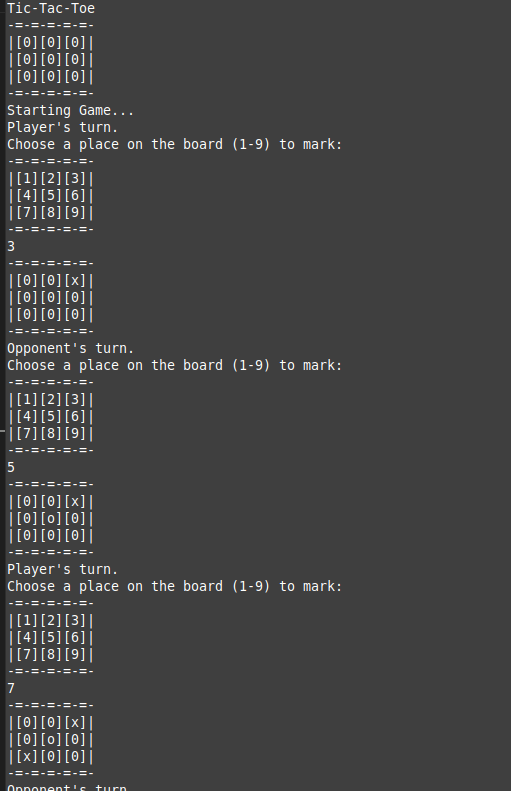 Tic-Tac-Toe
-=-=-=-=-=-
|[0][0][0]|
|[0][0][0]|
|[0][0][0]|
-=-=-=-=-=-
Starting Game...
Player's turn.
Choose a place on the board (1-9) to mark:
-=-=-=-=-=-
|[1][2][3]|
|[4][5][6]|
|[7][8][9]|
-=-=-=-=-=-
3
-=-=-=-=-=-
|[0][0][x]|
|[0][0][0]|
|[0][0][0]|
-=-=-=-=-=-
Opponent's turn.
Choose a place on the board (1-9) to mark:
-=-=-=-=-=-
|[1][2][3]|
|[4][5][6]|
|[7][8][9]|
-=-=-=-=-=-
5
-=-=-=-=-=-
|[0][0][x]|
|[0][o][0]|
|[0][0][0]|
-=-=-=-=-=-
Player's turn.
Choose a place on the board (1-9) to mark:
-=-=-=-=-=-
|[1][2][3]|
|[4][5][6]|
|[7][8][9]|
-=-=-=-=-=-
7
-=-=-=-=-=-
|[0][0][x]|
|[0][o][0]|
|[x][0][0]|
-=-=-=-=-=-
Opponent's turn